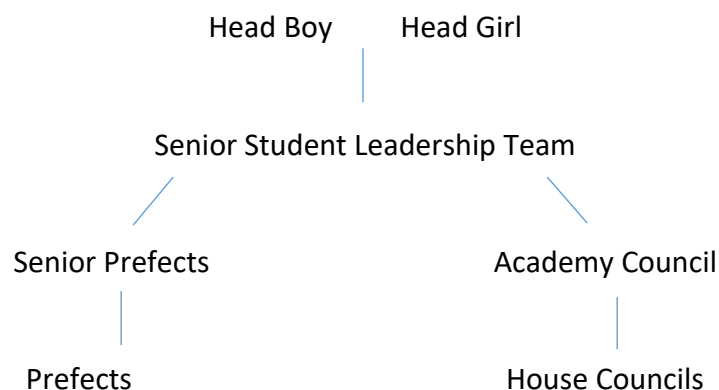 Head Boy Head Girl
Senior Student Leadership Team
Senior Prefects Academy Council
Prefects House Councils